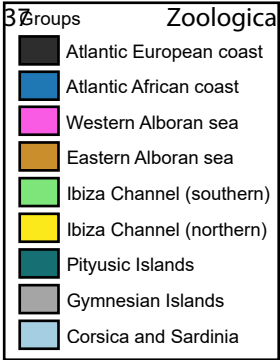 37 Zoologica
Groups
Atlantic European coast
Atlantic African coast
Western Alboran sea
Eastern Alboran sea
Ibiza Channel (southern)
Ibiza Channel (northern)
Pityusic Islands
Gymnesian Islands
Corsica and Sardinia